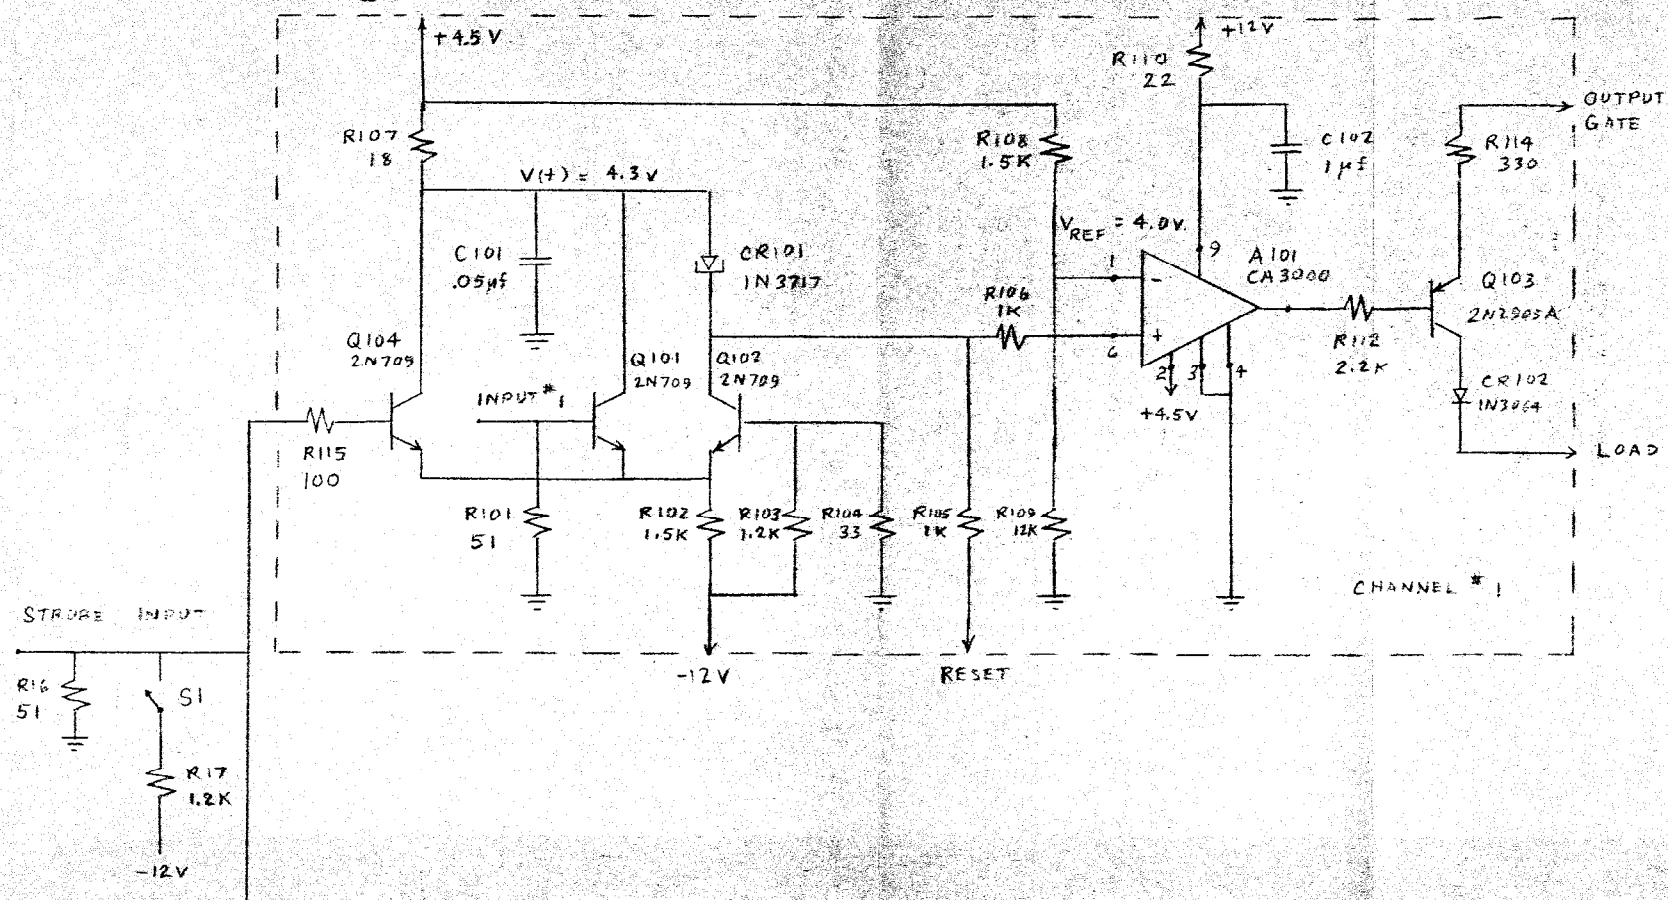 +4.5V
+12V
R110
22
OUTPUT
GATE
R107
18
R108
1.5K
C102
1µf
R114
330
V(+) = 4.3V
VREF = 4.0V.
9
A101
CA3000
C101
.05µf
CR101
1N3717
1
-
R106
1K
Q103
2N2905A
+
6
R112
2.2K
Q104
2N709
Q101
2N709
Q102
2N709
2
3
4
CR102
1N3064
INPUT #1
+4.5V
R115
100
LOAD
R101
51
R102
1.5K
R103
1.2K
R104
33
R105
1K
R109
12K
CHANNEL #1
STROBE INPUT
-12V
RESET
R16
51
S1
R17
1.2K
-12V